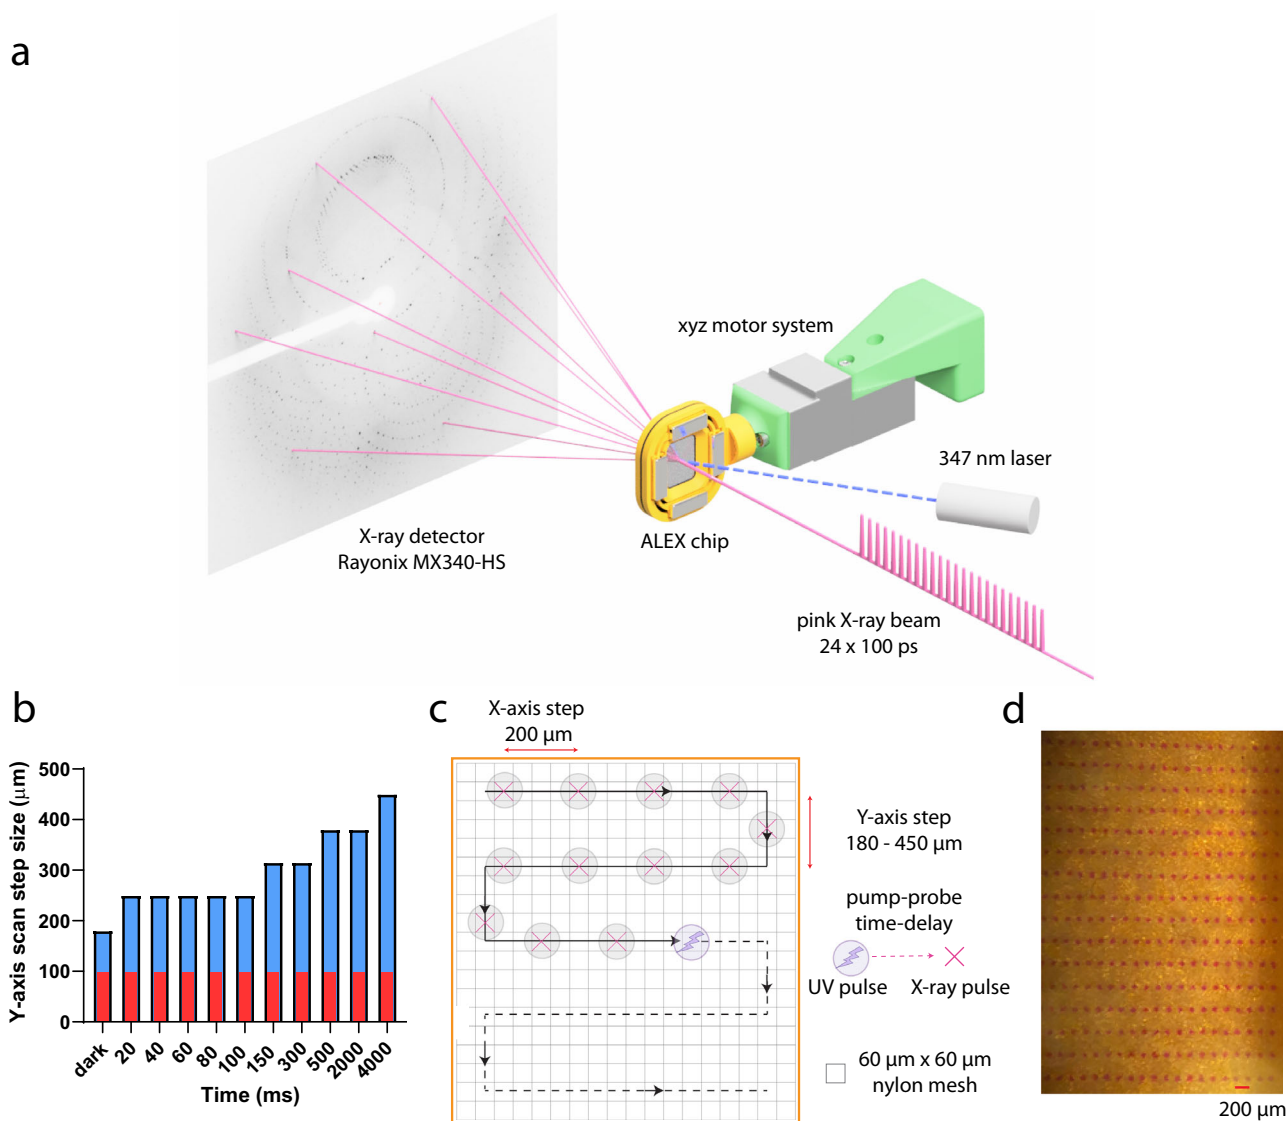 a
xyz motor system
347 nm laser
ALEX chip
X-ray detector
Rayonix MX340-HS
pink X-ray beam
24 x 100 ps
b
Y-axis scan step size (μm)
500
400
300
200
100
0
dark
20
40
60
80
100
150
300
500
2000
4000
Time (ms)
c
X-axis step
200 μm
Y-axis step
180 - 450 μm
pump-probe
time-delay
UV pulse
X-ray pulse
60 μm x 60 μm
nylon mesh
d
200 μm